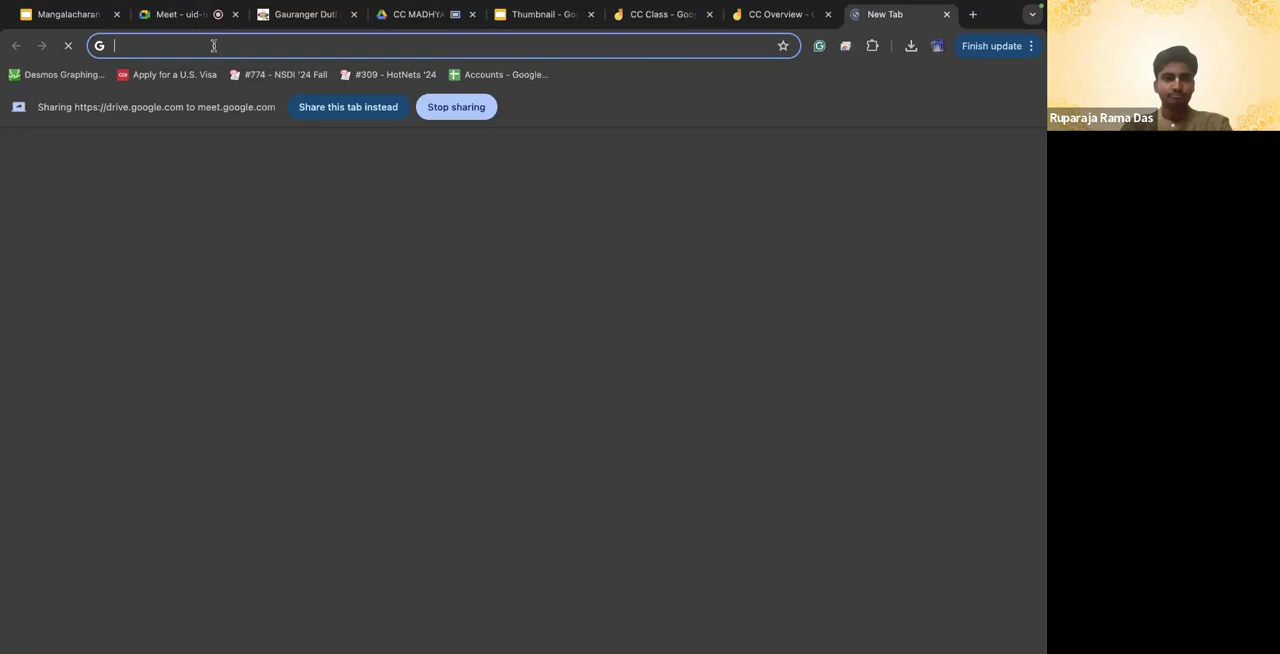 Mangalacharan
Meet - uid-
Gauranger Duti
CC MADHYA
Thumbnail - Go
CC Class - Goo
CC Overview -
New Tab
G
Finish update
Desmos Graphing...
Apply for a U.S. Visa
#774 - NSDI '24 Fall
#309 - HotNets '24
Accounts - Google...
Sharing https://drive.google.com to meet.google.com
Share this tab instead
Stop sharing
Ruparaja Rama Das